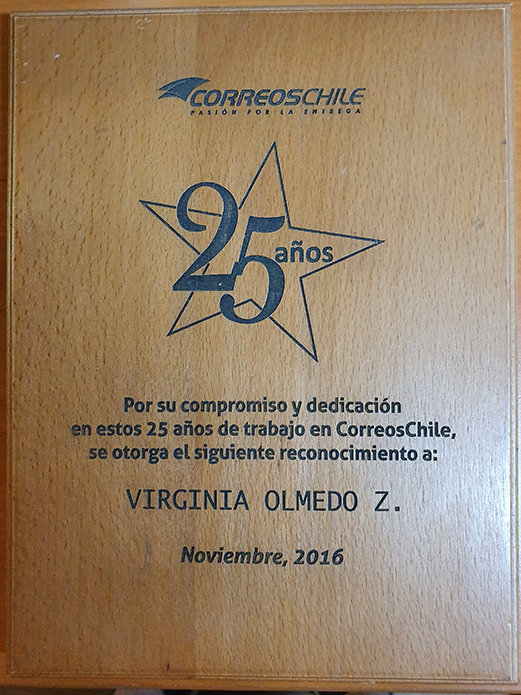 CORREOSCHILE
PASIÓN POR LA ENTREGA
25 años
Por su compromiso y dedicación
en estos 25 años de trabajo en CorreosChile,
se otorga el siguiente reconocimiento a:
VIRGINIA OLMEDO Z.
Noviembre, 2016